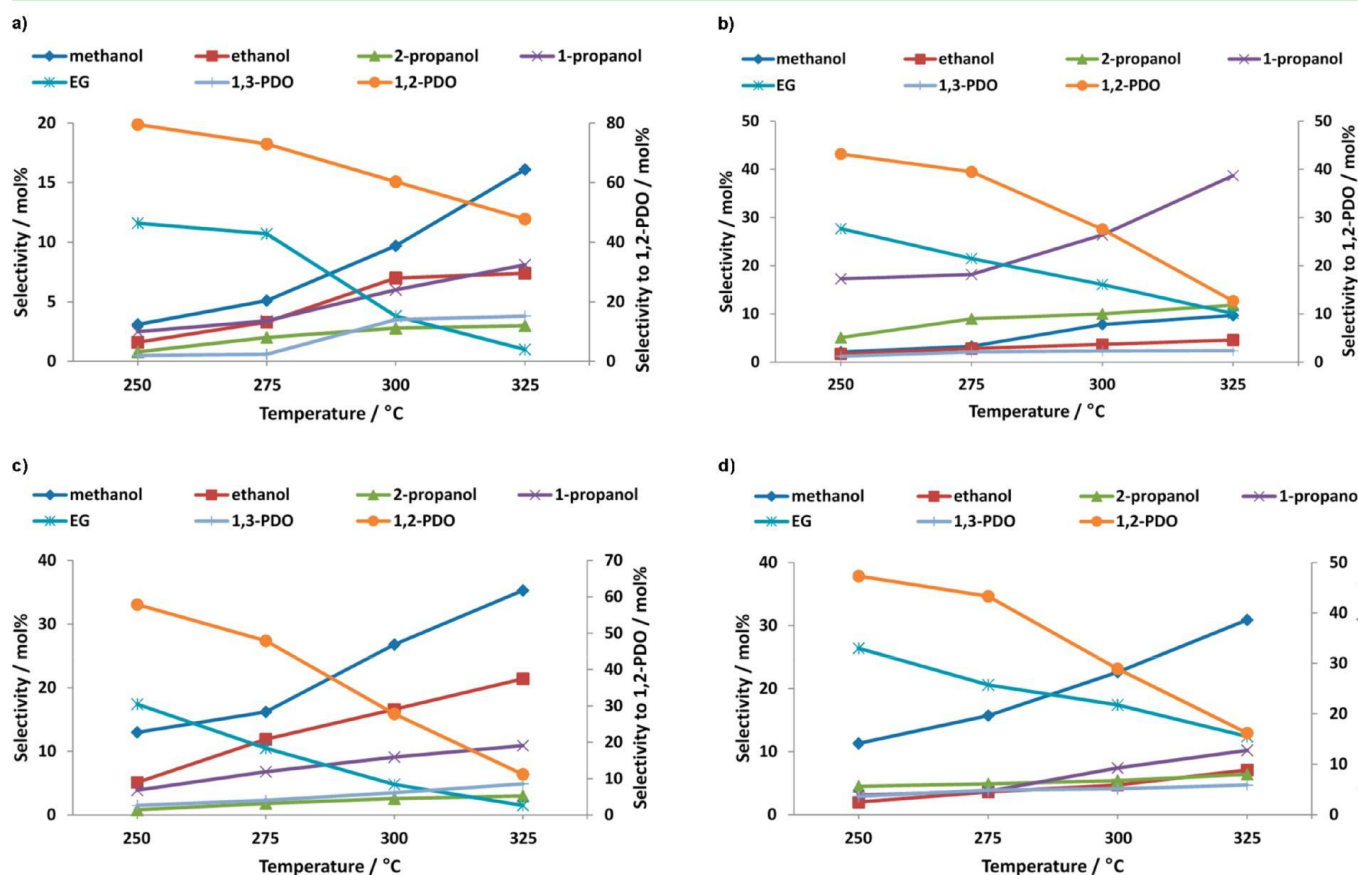 a)
methanol ethanol 2-propanol 1-propanol
EG 1,3-PDO 1,2-PDO
20 80
15 60
10 40
5 20
0 0
Selectivity / mol%
Selectivity to 1,2-PDO / mol%
250 275 300 325
Temperature / °C
b)
methanol ethanol 2-propanol 1-propanol
EG 1,3-PDO 1,2-PDO
50 50
40 40
30 30
20 20
10 10
0 0
Selectivity / mol%
Selectivity to 1,2-PDO / mol%
250 275 300 325
Temperature / °C
c)
methanol ethanol 2-propanol 1-propanol
EG 1,3-PDO 1,2-PDO
40 70
60
30 50
40
20 30
10 20
10
0 0
Selectivity / mol%
Selectivity to 1,2-PDO / mol%
250 275 300 325
Temperature / °C
d)
methanol ethanol 2-propanol 1-propano
EG 1,3-PDO 1,2-PDO
40 50
40
30
30
20
20
10 10
0 0
Selectivity / mol%
250 275 300 325
Temperature / °C